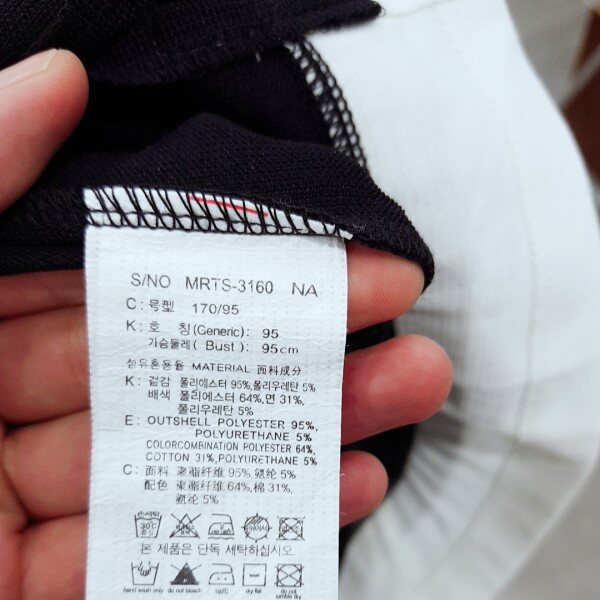 S/NO MRTS-3160 NA
C: 号型 170/95
K: 호 칭(Generic): 95
가슴둘레(Bust): 95cm
섬유혼용율 MATERIAL 面料成分
K: 겉감 폴리에스터 95%,폴리우레탄 5%
배색 폴리에스터 64%, 면 31%,
폴리우레탄 5%
E: OUTSHELL POLYESTER 95%,
POLYURETHANE 5%
COLORCOMBINATION POLYESTER 64%,
COTTON 31%,POLYURETHANE 5%
C: 面料 聚酯纤维 95%, 氨纶 5%
配色 聚酯纤维 64%,棉 31%,
氨纶 5%
30℃
중성
본 제품은 단독 세탁하십시오.
hand wash only do not bleach 150℃ dry flat do not tumble dry